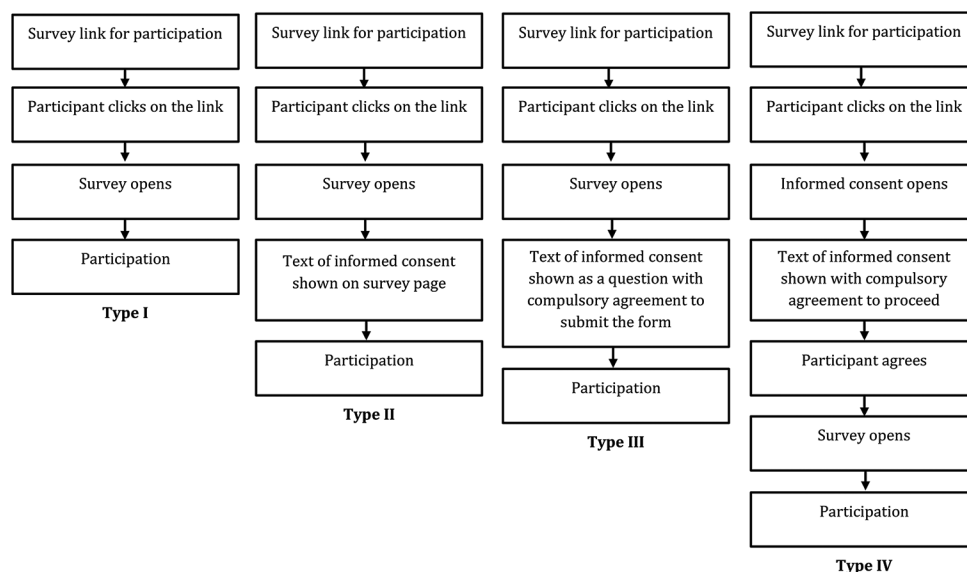 Survey link for participation
Participant clicks on the link
Survey opens
Participation
Type I
Survey link for participation
Participant clicks on the link
Survey opens
Text of informed consent
shown on survey page
Participation
Type II
Survey link for participation
Participant clicks on the link
Survey opens
Text of informed consent
shown as a question with
compulsory agreement to
submit the form
Participation
Type III
Survey link for participation
Participant clicks on the link
Informed consent opens
Text of informed consent
shown with compulsory
agreement to proceed
Participant agrees
Survey opens
Participation
Type IV